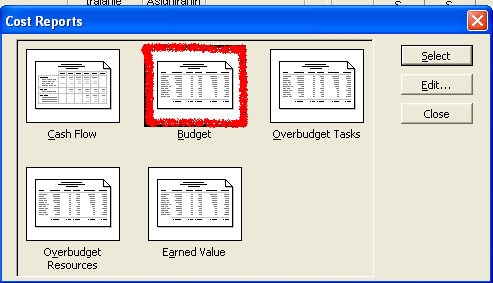 Cost Reports
Select
Edit...
Close
Cash Flow
Budget
Overbudget Tasks
Overbudget
Resources
Earned Value